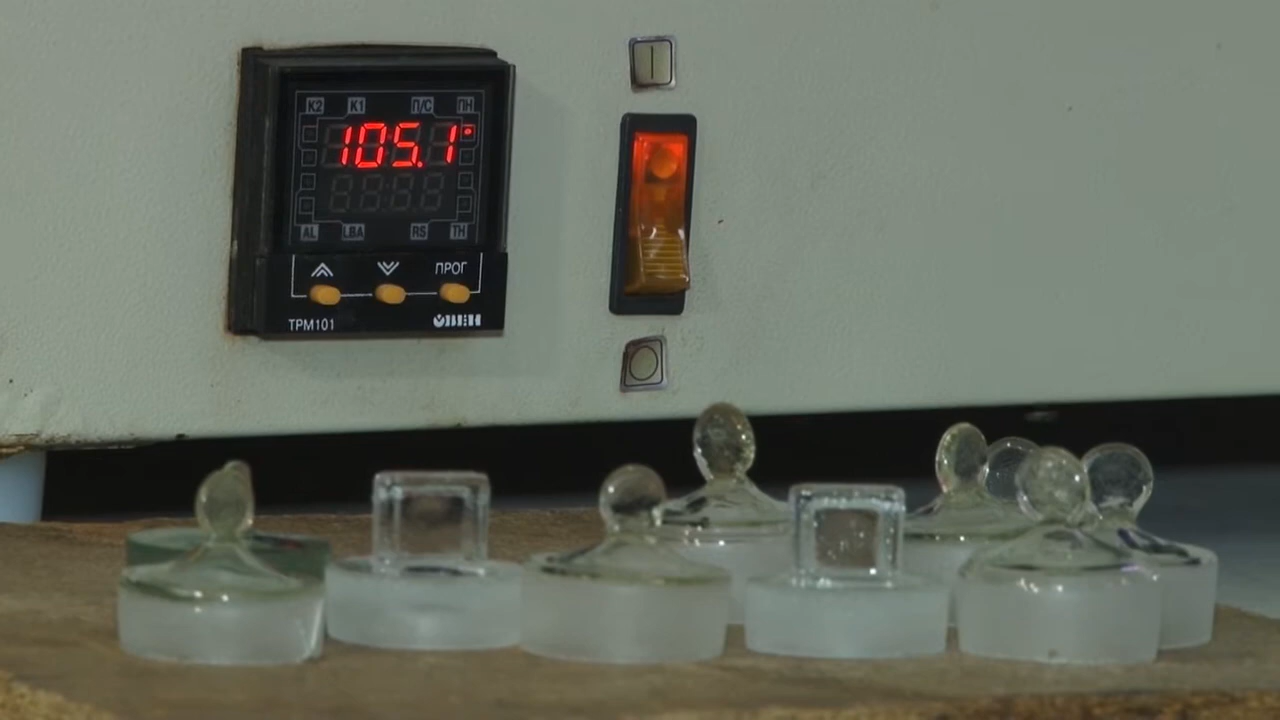 K2 K1 П/С ПН
105.1°
AL LBA RS TH
ПРОГ
ТРМ101 ОВЕН